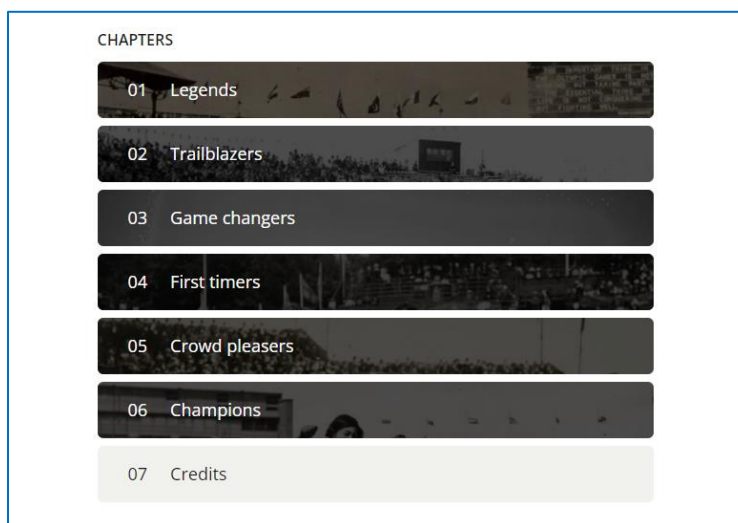 CHAPTERS
01 Legends
02 Trailblazers
03 Game changers
04 First timers
05 Crowd pleasers
06 Champions
07 Credits